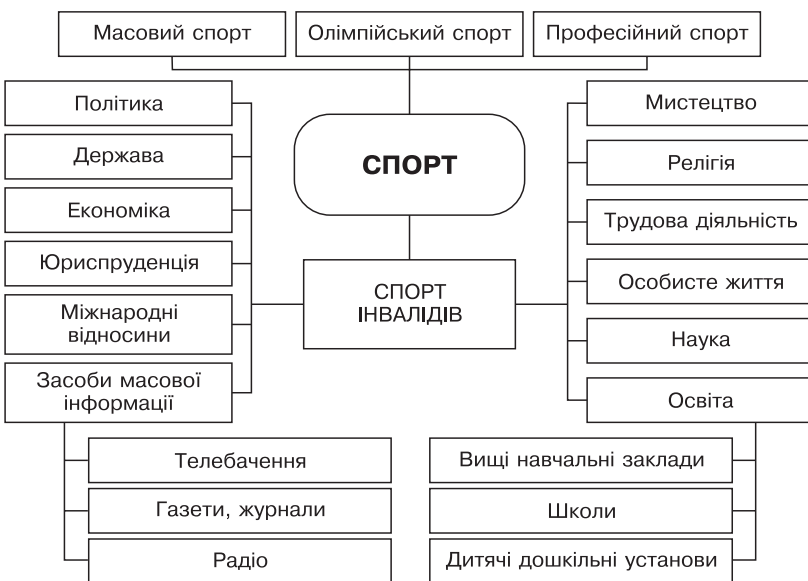 Масовий спорт
Олімпійський спорт
Професійний спорт
Політика
Держава
Економіка
Юриспруденція
Міжнародні
відносини
Засоби масової
інформації
СПОРТ
СПОРТ
ІНВАЛІДІВ
Мистецтво
Релігія
Трудова діяльність
Особисте життя
Наука
Освіта
Телебачення
Газети, журнали
Радіо
Вищі навчальні заклади
Школи
Дитячі дошкільні установи